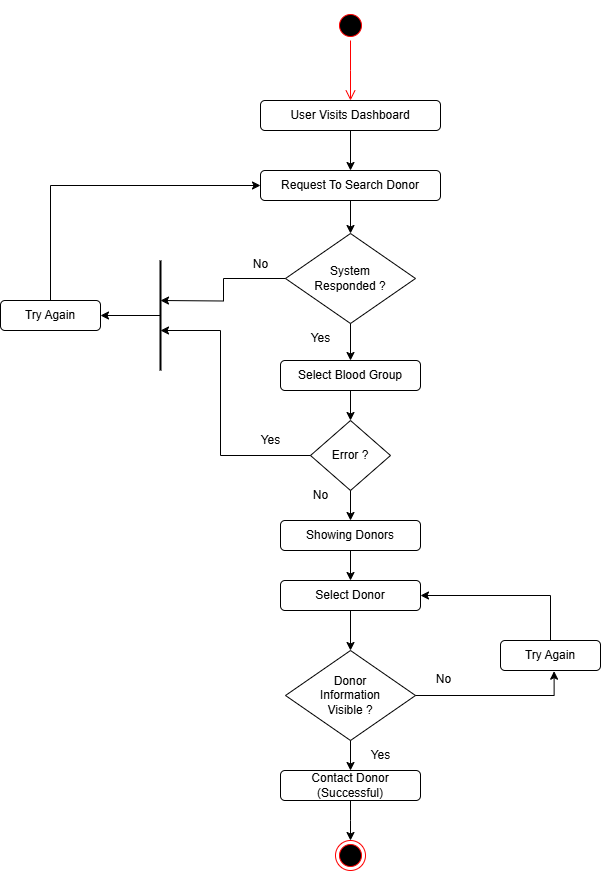 User Visits Dashboard
Request To Search Donor
No
System
Responded ?
Try Again
Yes
Select Blood Group
Yes
Error ?
No
Showing Donors
Select Donor
Try Again
Donor
Information
Visible ?
No
Yes
Contact Donor
(Successful)